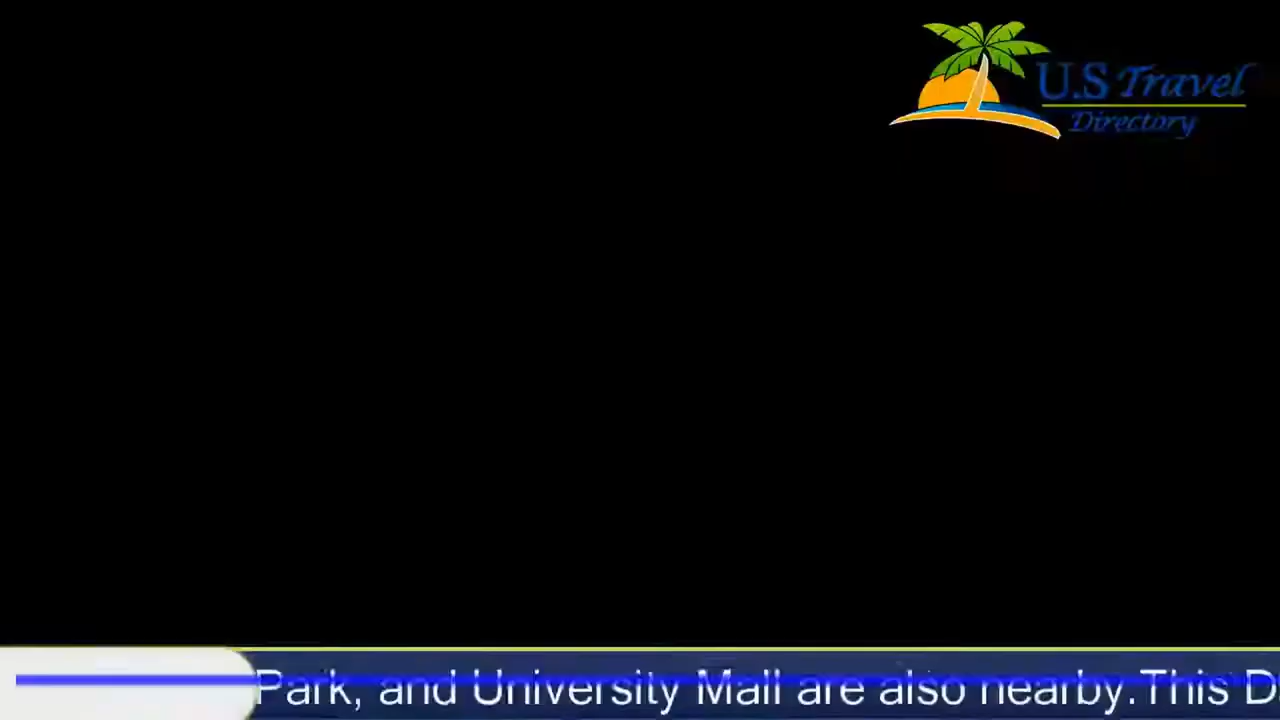 U.S Travel
Directory
Park, and University Mall are also nearby.This D